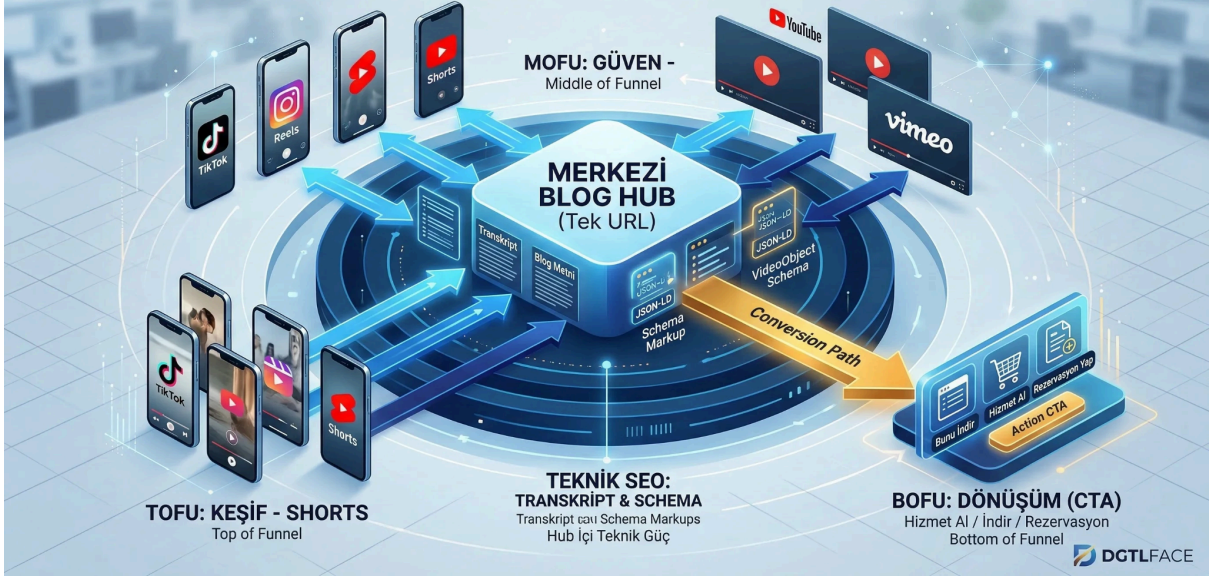 TikTok
Reels
Shorts
MOFU: GÜVEN -
Middle of Funnel
YouTube
vimeo
MERKEZİ
BLOG HUB
(Tek URL)
Transkript
Blog Metni
JSON-LD
Schema
Markup
JSON-LD
JSON-LD
VideoObject
Schema
Conversion Path
TikTok
Shorts
Bunu İndir
Hizmet Al
Rezervasyon Yap
Action CTA
TOFU: KEŞİF - SHORTS
Top of Funnel
TEKNİK SEO:
TRANSKRİPT & SCHEMA
Transkript Schema Markups
Hub İçi Teknik Güç
BOFU: DÖNÜŞÜM (CTA)
Hizmet Al / İndir / Rezervasyon
Bottom of Funnel
DGTLFACE